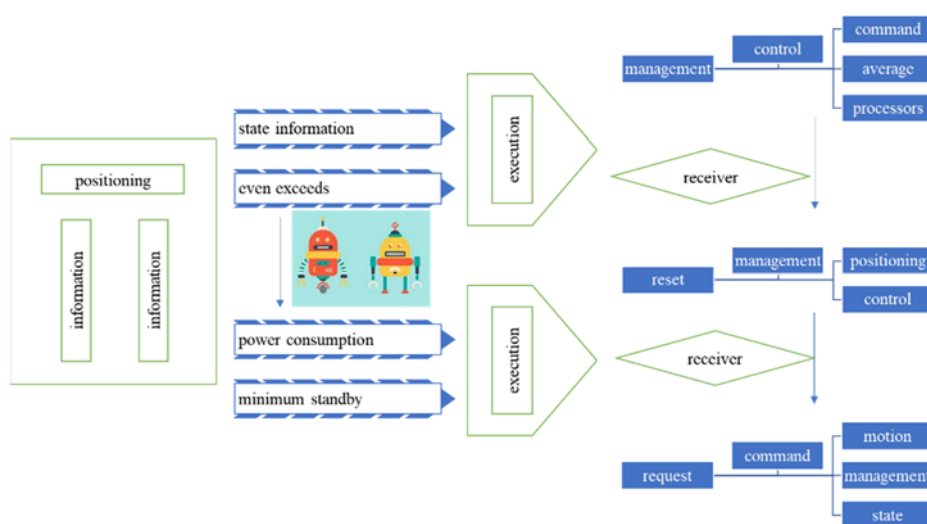 positioning
information
information
state information
even exceeds
power consumption
minimum standby
execution
execution
receiver
receiver
management
control
command
average
processors
reset
management
positioning
control
request
command
motion
management
state